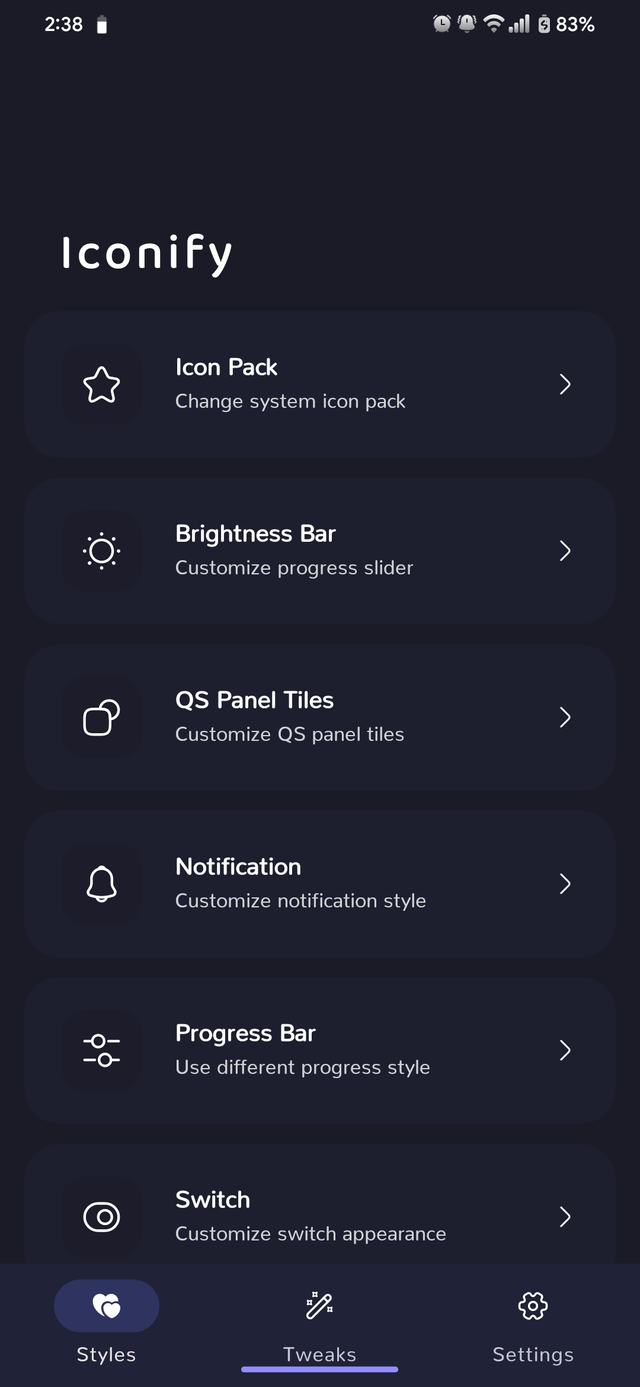 2:38
83%
Iconify
Icon Pack
Change system icon pack
Brightness Bar
Customize progress slider
QS Panel Tiles
Customize QS panel tiles
Notification
Customize notification style
Progress Bar
Use different progress style
Switch
Customize switch appearance
Styles
Tweaks
Settings